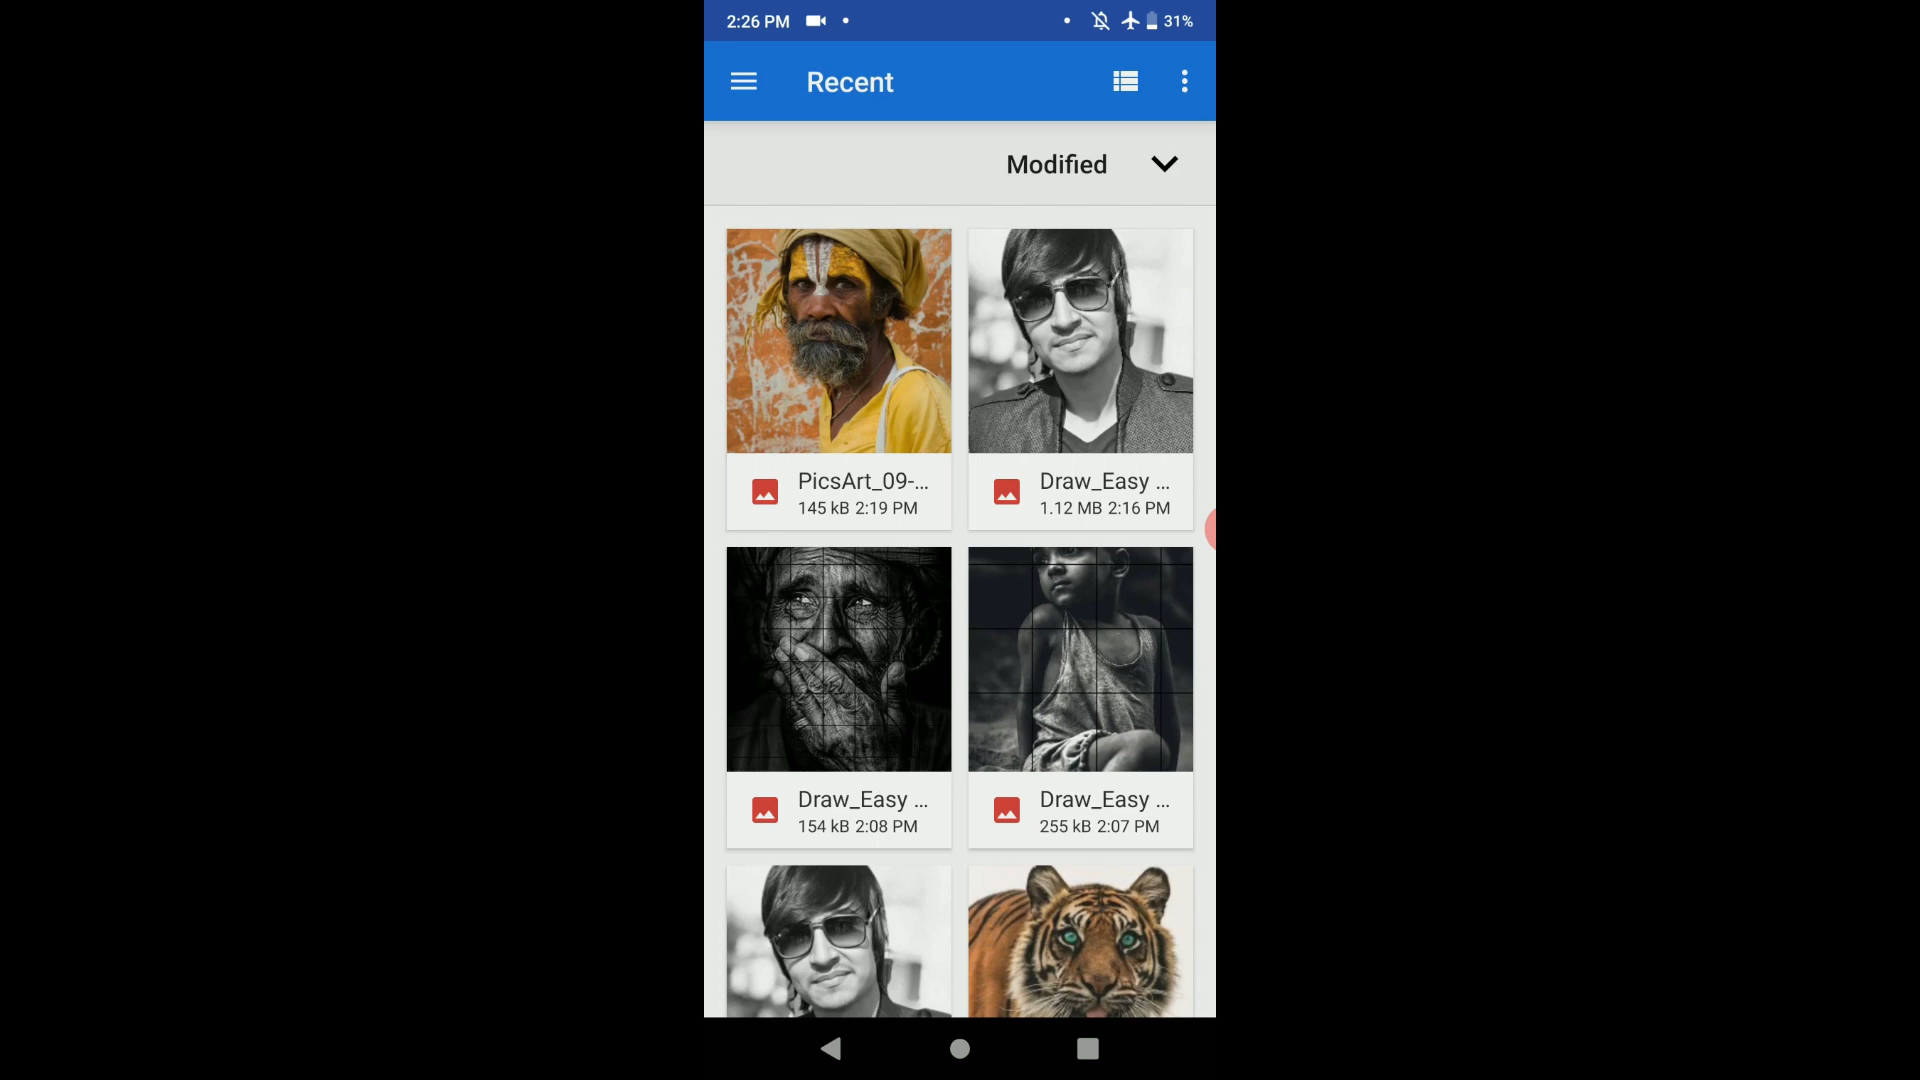 2:26 PM
31%
Recent
Modified
PicsArt_09-...
145 kB 2:19 PM
Draw_Easy ...
1.12 MB 2:16 PM
Draw_Easy ...
154 kB 2:08 PM
Draw_Easy ...
255 kB 2:07 PM